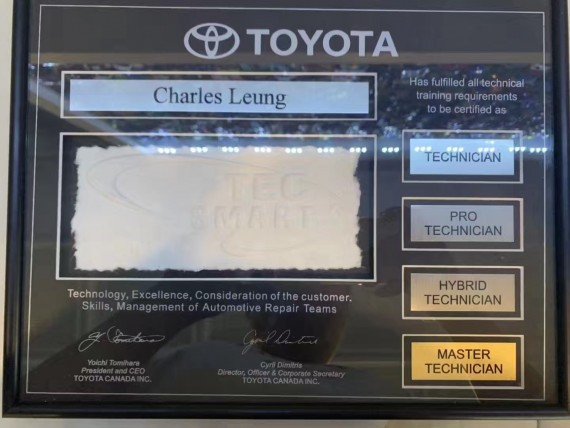 TOYOTA
Charles Leung
Has fulfilled all technical
training requirements
to be certified as
TEC
SMART
TECHNICIAN
PRO
TECHNICIAN
HYBRID
TECHNICIAN
MASTER
TECHNICIAN
Technology, Excellence, Consideration of the customer.
Skills, Management of Automotive Repair Teams
Yoichi Tomihara
President and CEO
TOYOTA CANADA INC.
Cyril Dimitris
Director, Officer & Corporate Secretary
TOYOTA CANADA INC.